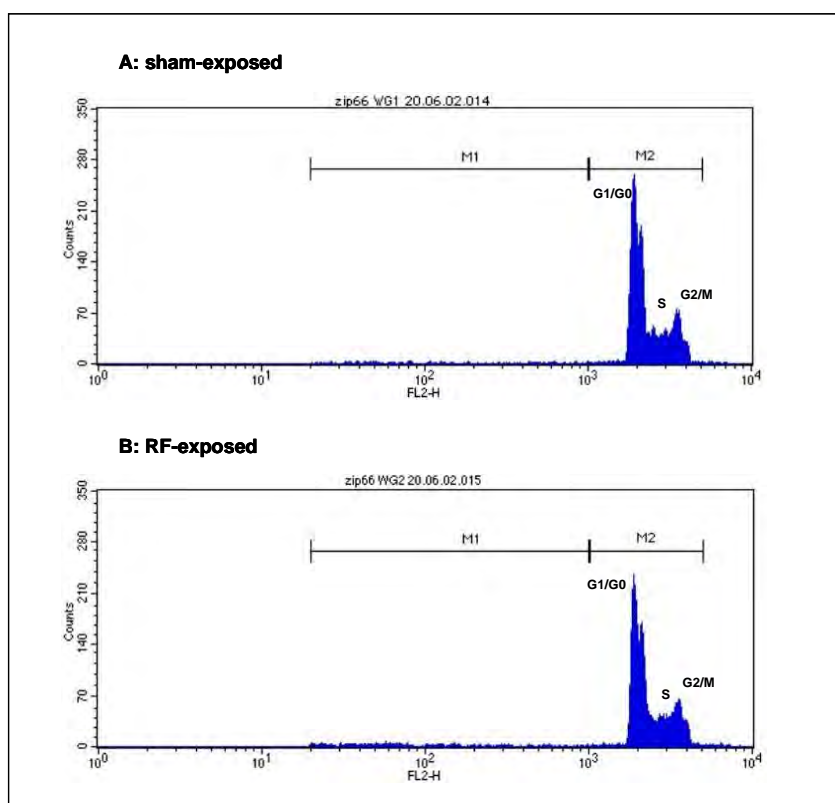 A: sham-exposed
zip66 WG1 20.06.02.014
350
280
210
140
70
0
Counts
M1
M2
G1/G0
S
G2/M
10^0
10^1
10^2
10^3
10^4
FL2-H
B: RF-exposed
zip66 WG2 20.06.02.015
350
280
210
140
70
0
Counts
M1
M2
G1/G0
S
G2/M
10^0
10^1
10^2
10^3
10^4
FL2-H